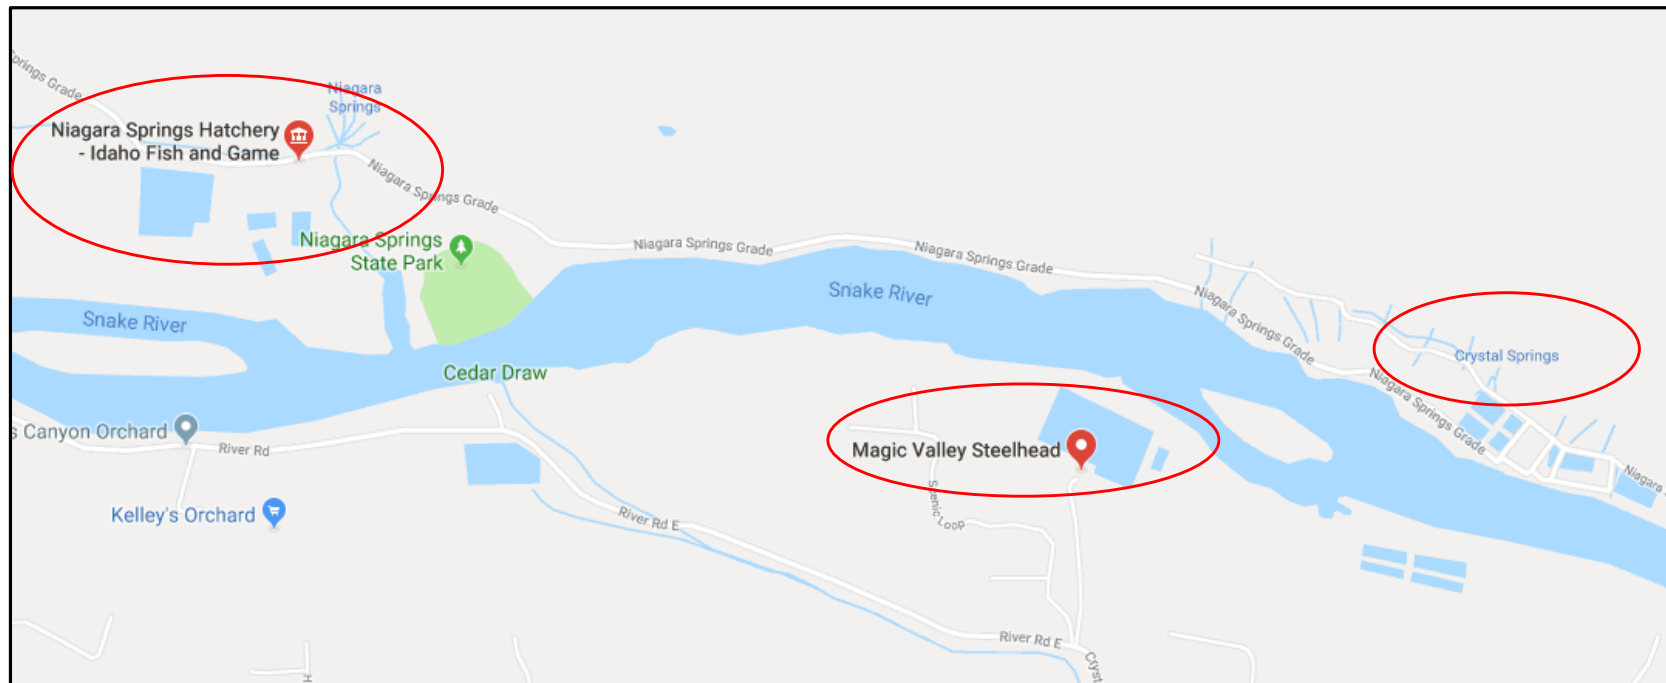 Springs Grade
Niagara
Springs
Niagara Springs Hatchery
- Idaho Fish and Game
Niagara Springs Grade
Niagara Springs
State Park
Niagara Springs Grade
Niagara Springs Grade
Snake River
Snake River
Niagara Springs Grade
Crystal Springs
Niagara Springs Grade
Cedar Draw
s Canyon Orchard
River Rd
Magic Valley Steelhead
Niagara S
Scenic Loop
Kelley's Orchard
River Rd E
River Rd E
Cryst
H